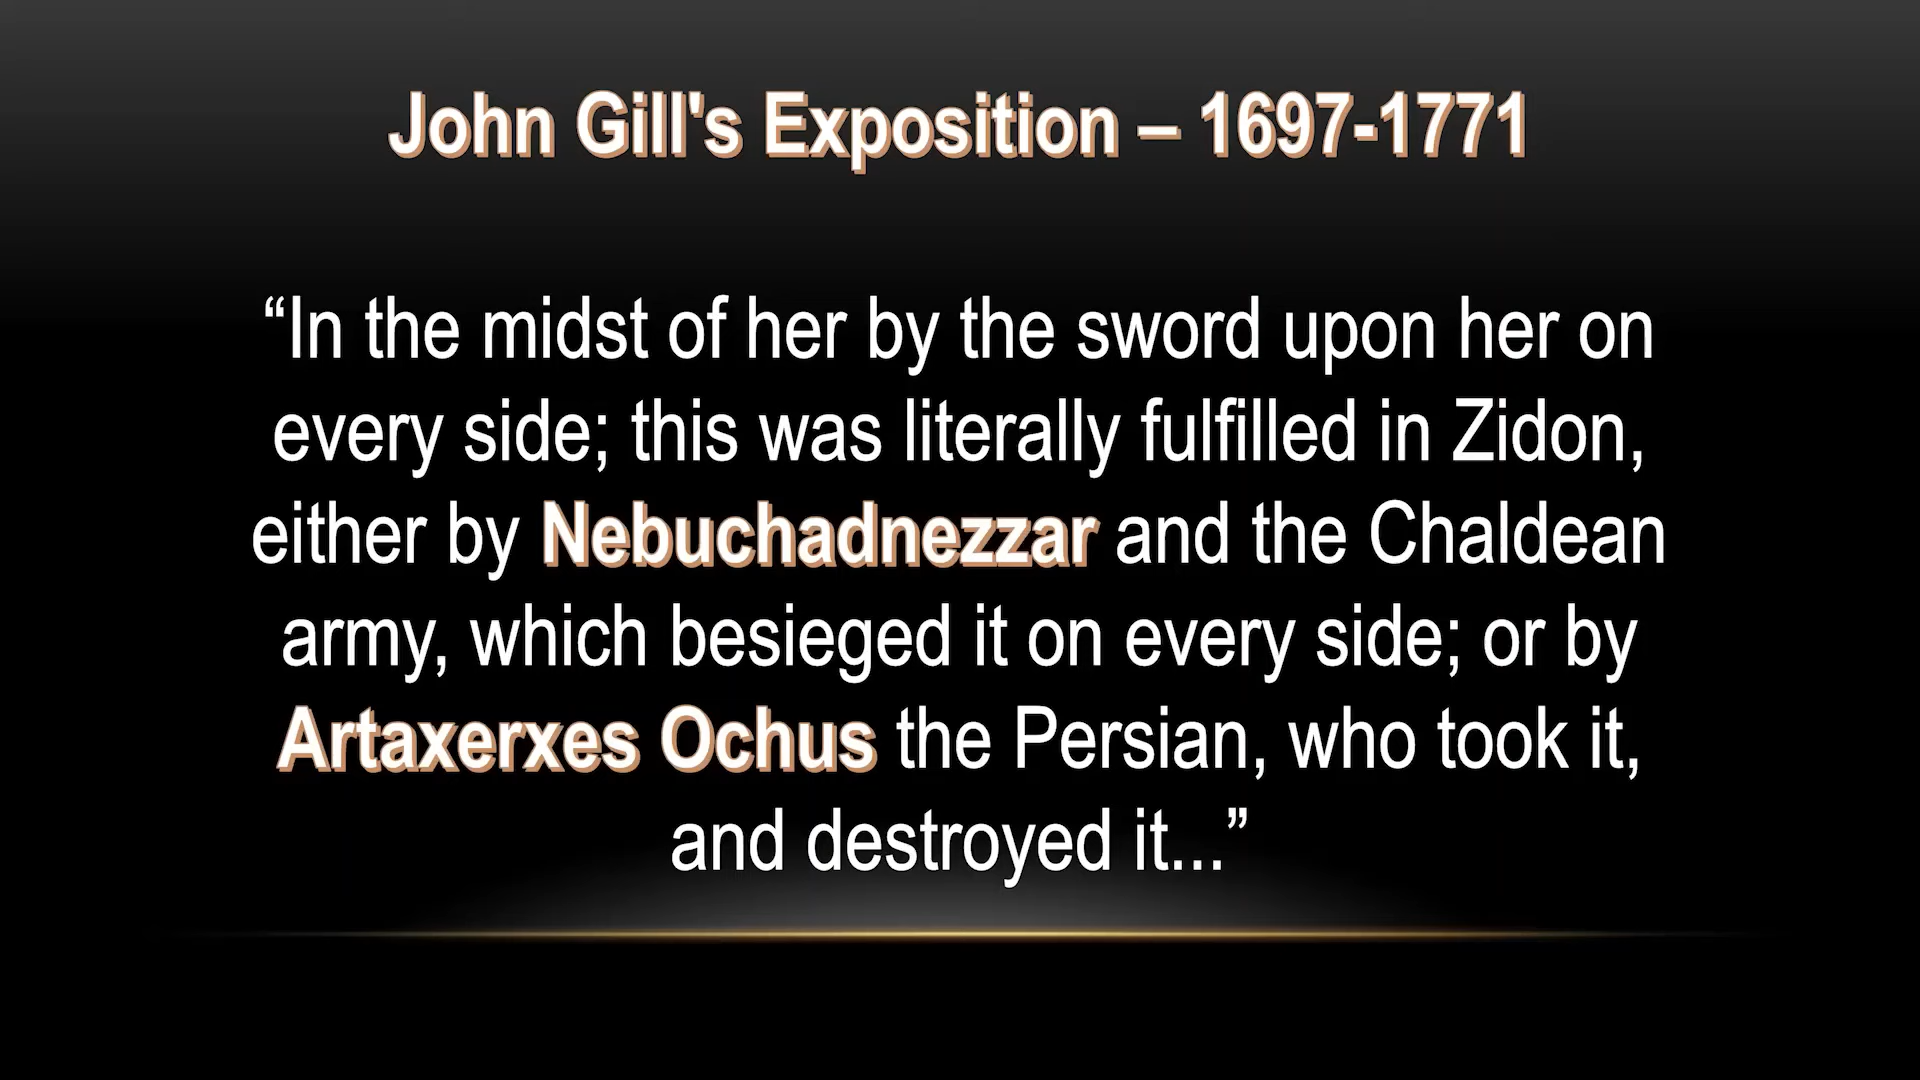 John Gill's Exposition – 1697-1771
“In the midst of her by the sword upon her on
every side; this was literally fulfilled in Zidon,
either by Nebuchadnezzar and the Chaldean
army, which besieged it on every side; or by
Artaxerxes Ochus the Persian, who took it,
and destroyed it...”